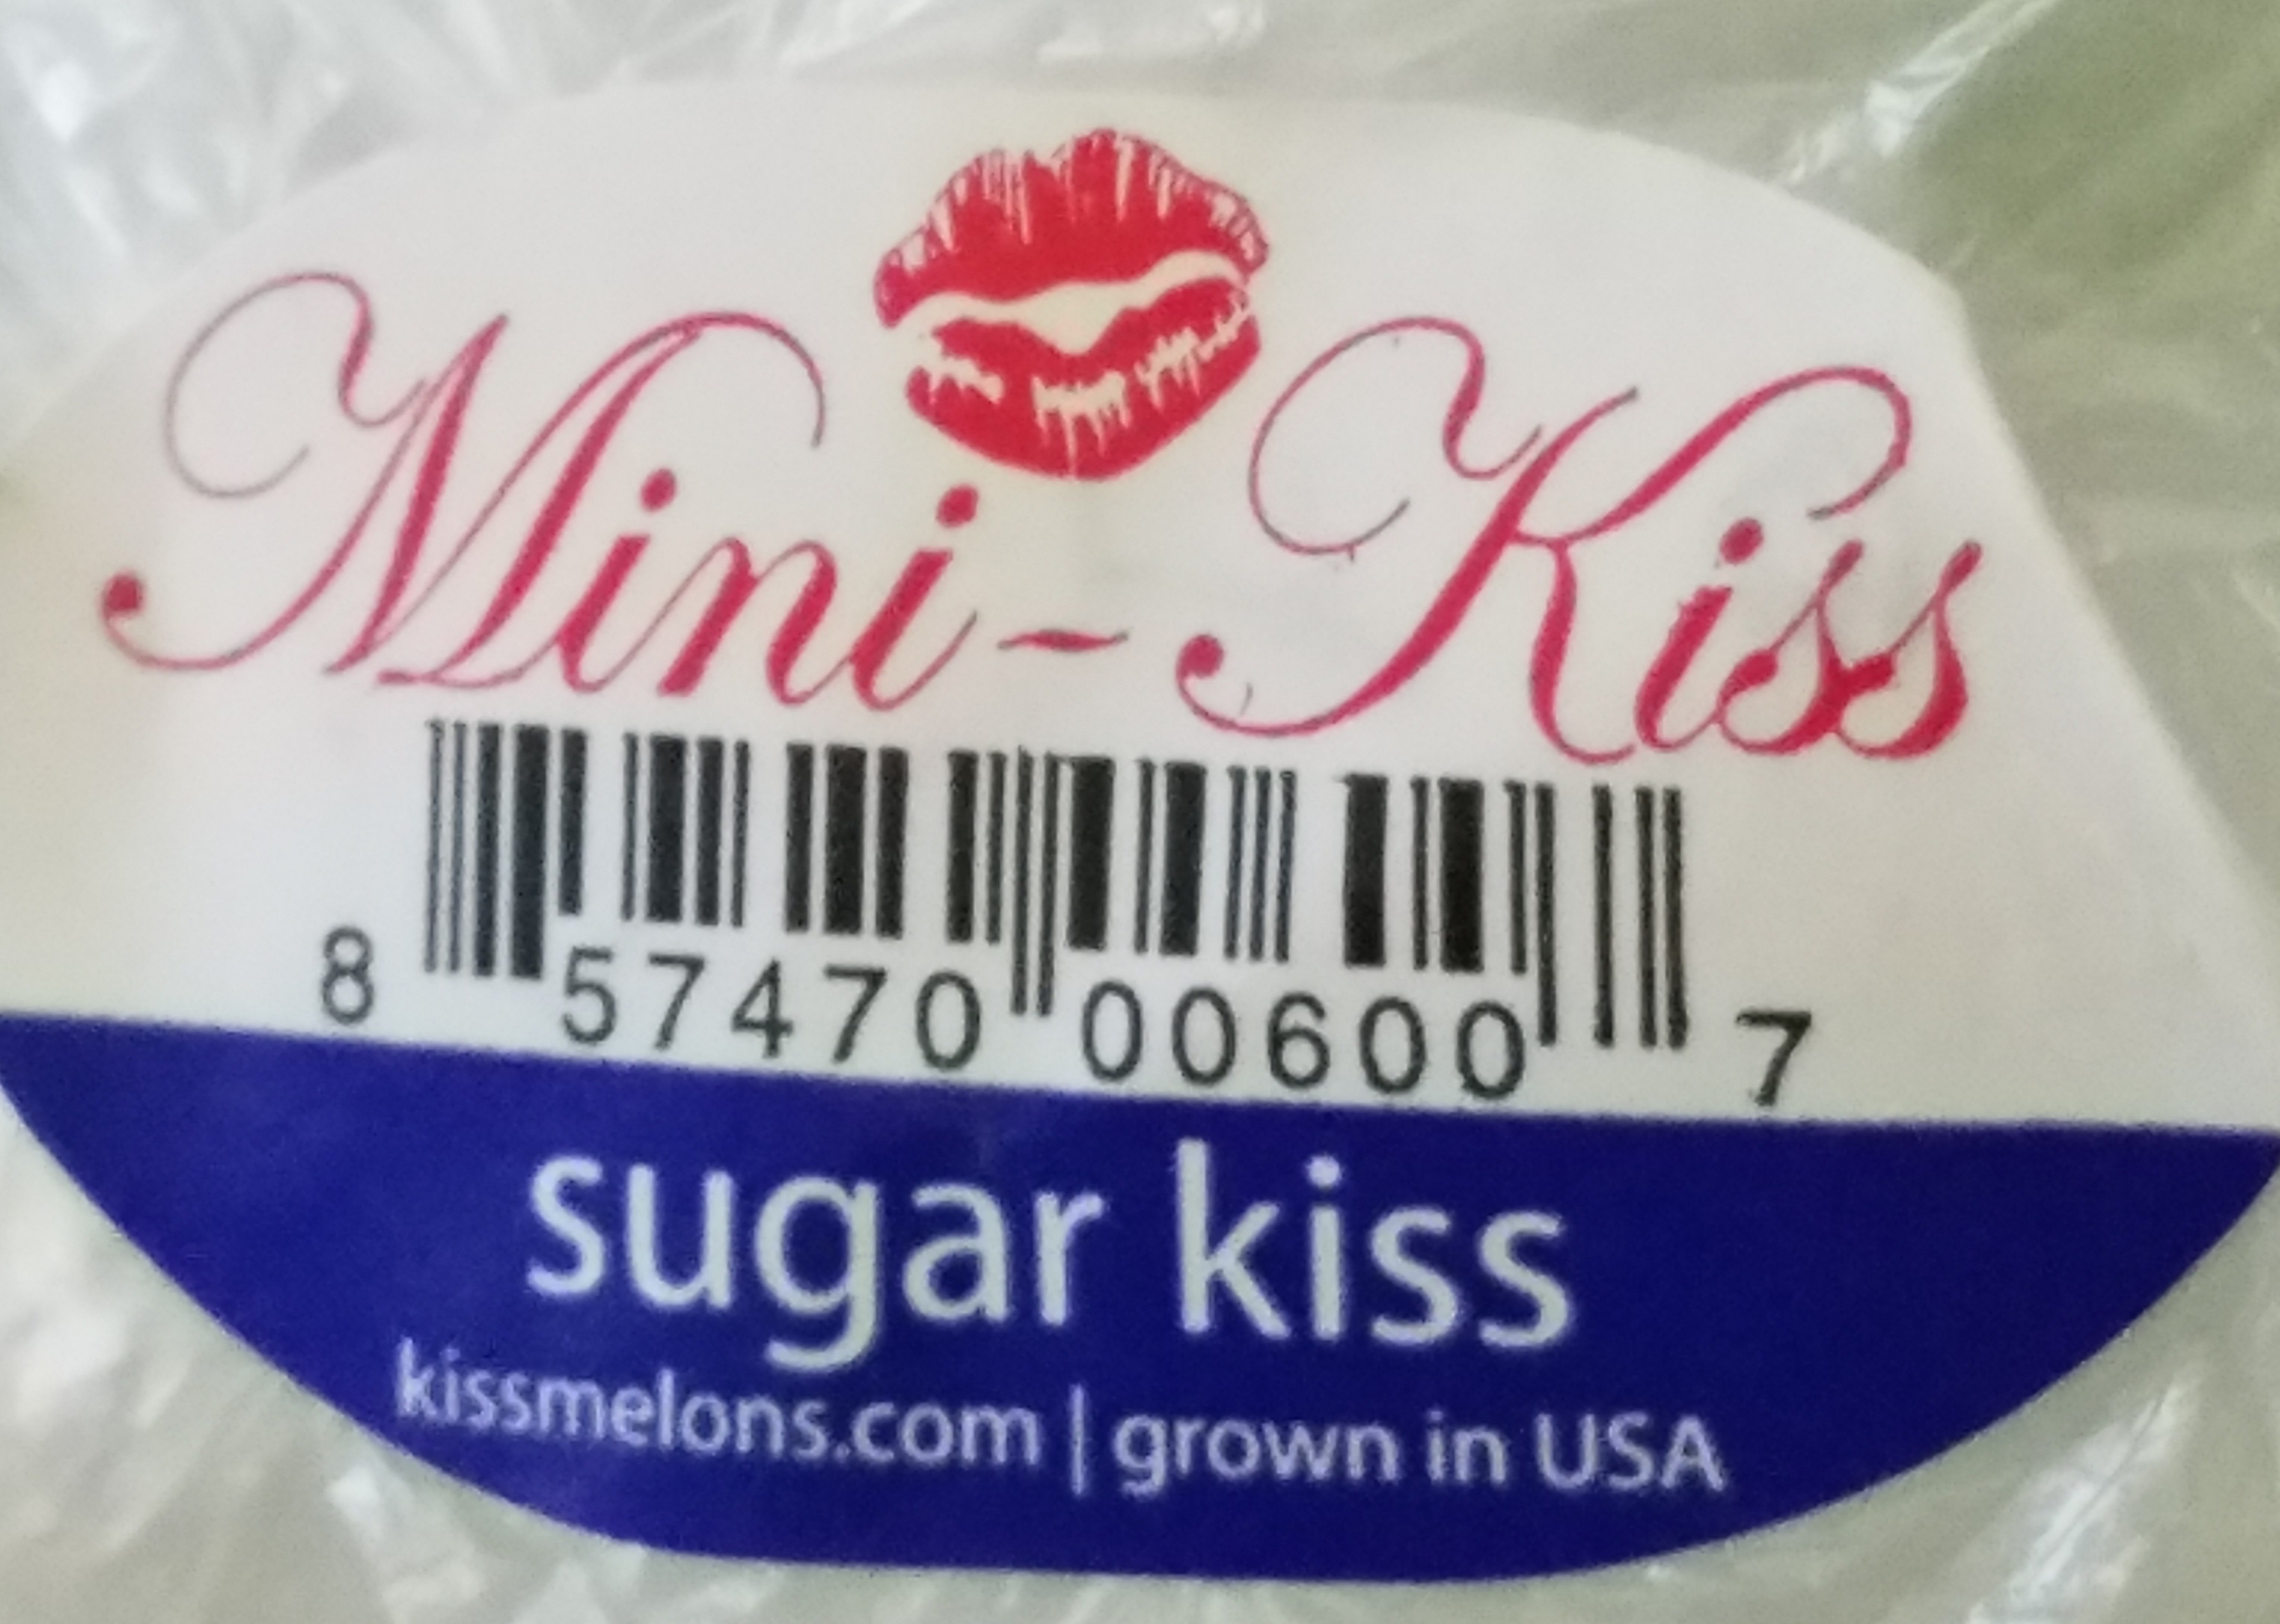 Mini-Kiss
8 57470 00600 7
sugar kiss
kissmelons.com | grown in USA